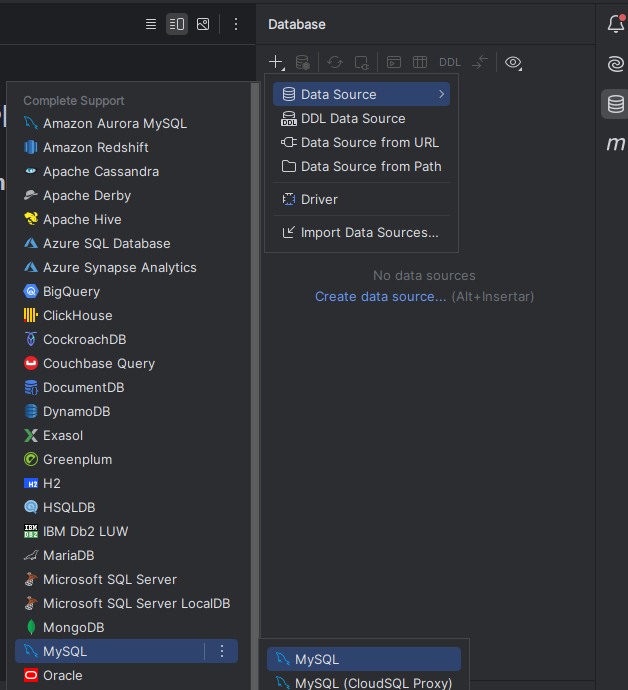 Database
DDL
Data Source
DDL Data Source
Data Source from URL
Data Source from Path
Driver
Import Data Sources...
No data sources
Create data source... (Alt+Insertar)
Complete Support
Amazon Aurora MySQL
Amazon Redshift
Apache Cassandra
Apache Derby
Apache Hive
Azure SQL Database
Azure Synapse Analytics
BigQuery
ClickHouse
CockroachDB
Couchbase Query
DocumentDB
DynamoDB
Exasol
Greenplum
H2
HSQLDB
IBM Db2 LUW
MariaDB
Microsoft SQL Server
Microsoft SQL Server LocalDB
MongoDB
MySQL
Oracle
MySQL
MySQL (CloudSQL Proxy)
m